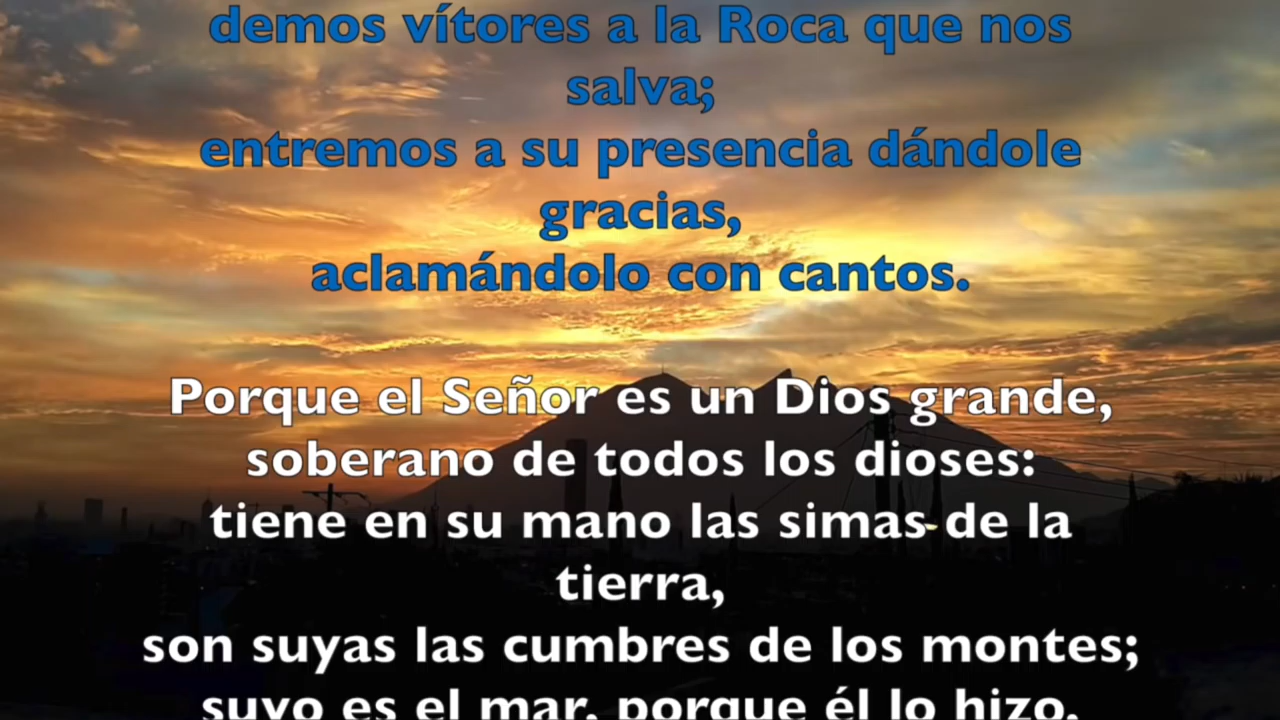 demos vítores a la Roca que nos
salva;
entremos a su presencia dándole
gracias,
aclamándolo con cantos.
Porque el Señor es un Dios grande,
soberano de todos los dioses:
tiene en su mano las simas de la
tierra,
son suyas las cumbres de los montes;
suyo es el mar, porque él lo hizo,